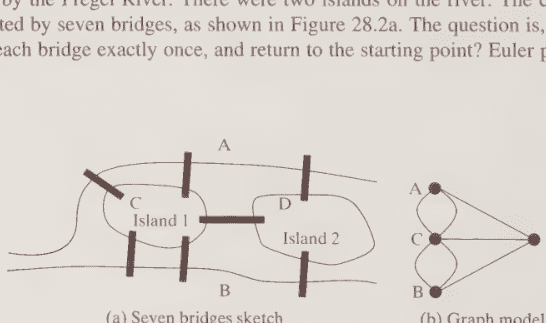 by the Preger River. There were two islands on the river. The
ted by seven bridges, as shown in Figure 28.2a. The question is,
each bridge exactly once, and return to the starting point? Euler
A
C
Island 1
D
Island 2
B
A
C
B
(a) Seven bridges sketch
(b) Graph model